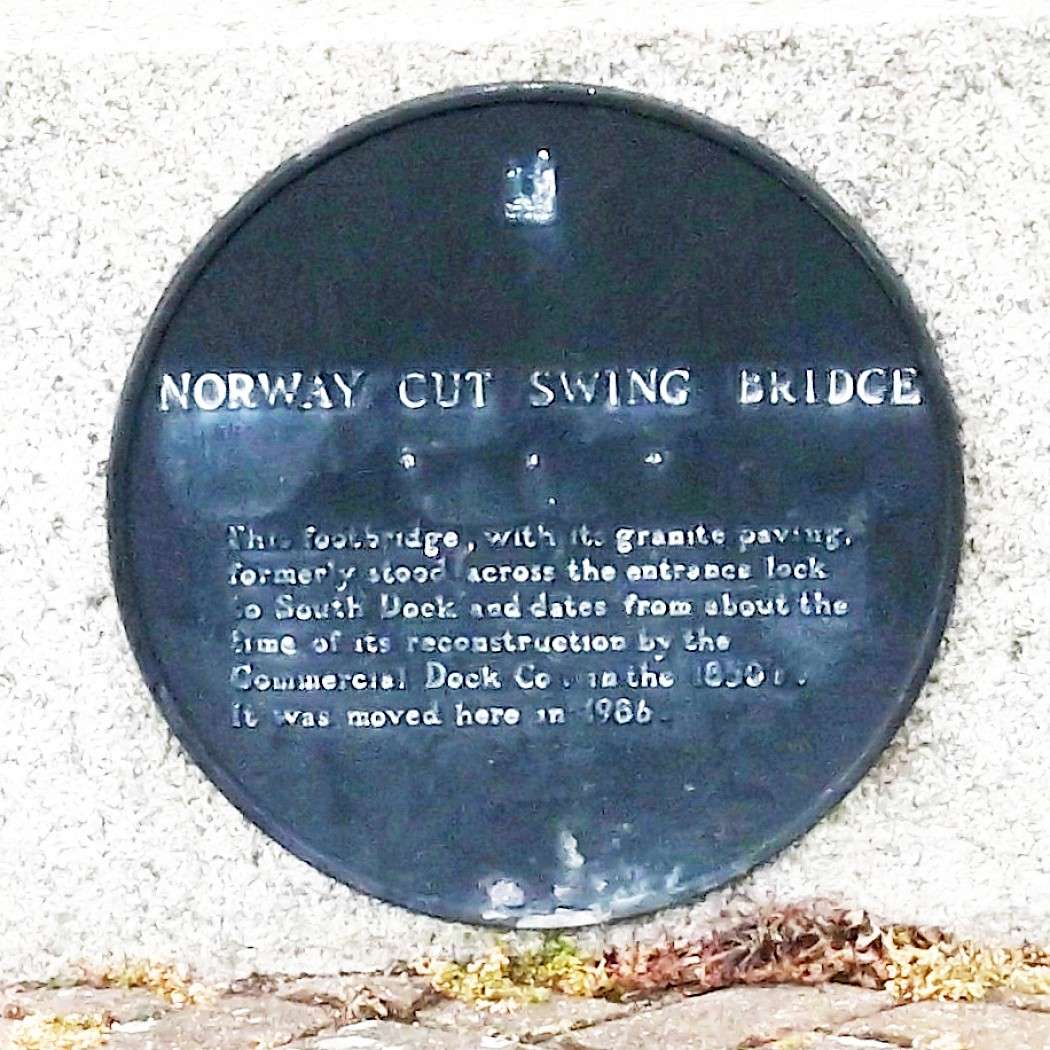 NORWAY CUT SWING BRIDGE
This footbridge, with its granite paving,
formerly stood across the entrance lock
to South Dock and dates from about the
time of its reconstruction by the
Commercial Dock Co. in the 1850's.
It was moved here in 1986.